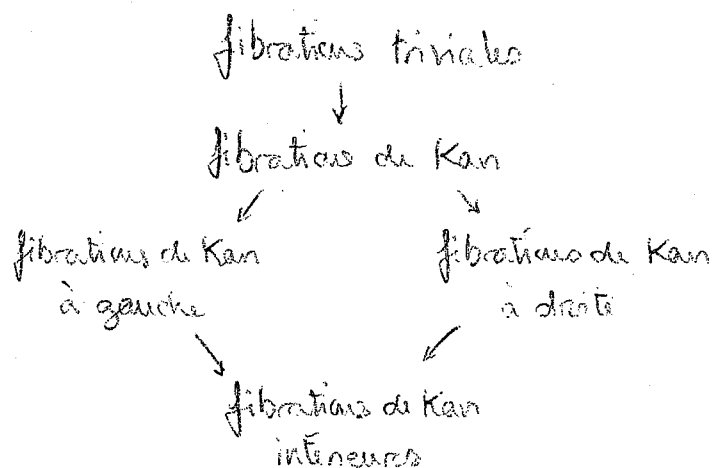 fibrations triviales
fibrations de Kan
fibrations de Kan
à gauche
fibrations de Kan
à droite
fibrations de Kan
intérieures